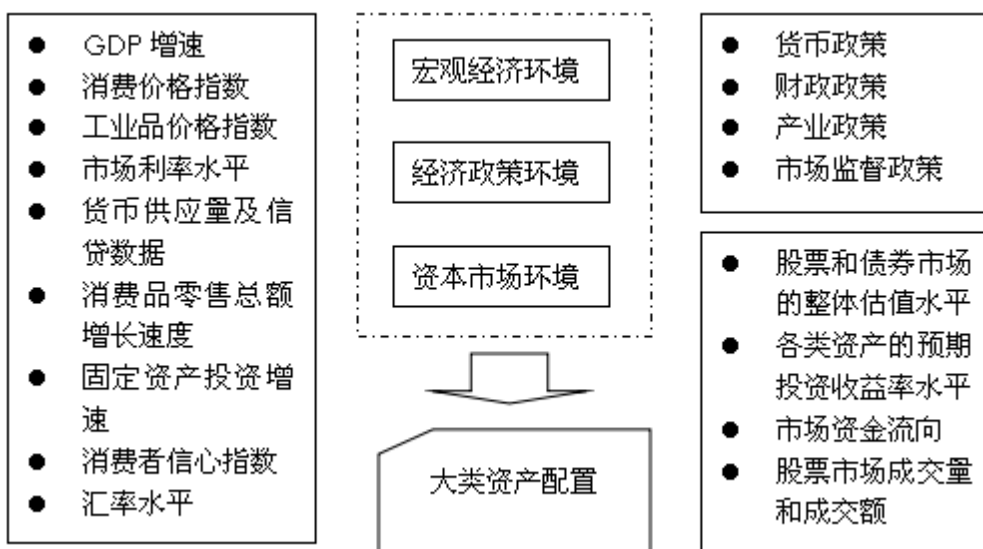 GDP 增速
消费价格指数
工业品价格指数
市场利率水平
货币供应量及信
贷数据
消费品零售总额
增长速度
固定资产投资增
速
消费者信心指数
汇率水平
宏观经济环境
经济政策环境
资本市场环境
大类资产配置
货币政策
财政政策
产业政策
市场监督政策
股票和债券市场
的整体估值水平
各类资产的预期
投资收益率水平
市场资金流向
股票市场成交量
和成交额